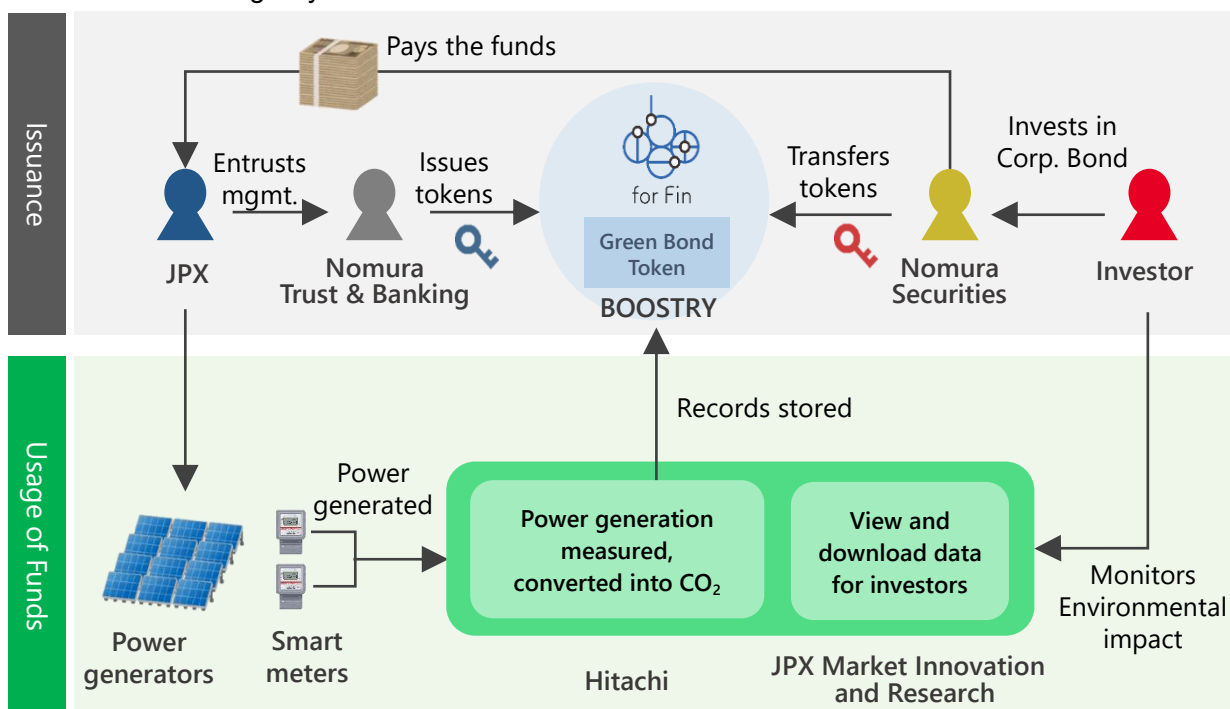 Issuance
Pays the funds
Entrusts
mgmt.
Issues
tokens
for Fin
Green Bond
Token
BOOSTRY
Transfers
tokens
Invests in
Corp. Bond
JPX
Nomura
Trust & Banking
Nomura
Securities
Investor
Usage of Funds
Records stored
Power
generated
Power generation
measured,
converted into CO₂
View and
download data
for investors
Monitors
Environmental
impact
Power
generators
Smart
meters
Hitachi
JPX Market Innovation
and Research